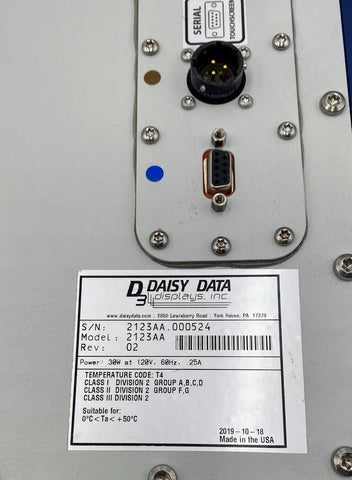 SERIAL
TOUCHSCREEN
D3 DAISY DATA
displays, inc.
www.daisydata.com | 2850 Lewisberry Road | York Haven, PA 17370
S/N: 2123AA.000524
Model: 2123AA
Rev: 02
Power: 30W at 120V, 60Hz, .25A
TEMPERATURE CODE: T4
CLASS I DIVISION 2 GROUP A,B,C,D
CLASS II DIVISION 2 GROUP F,G
CLASS III DIVISION 2
Suitable for:
0°C < Ta < +50°C
2019-10-18
Made in the USA